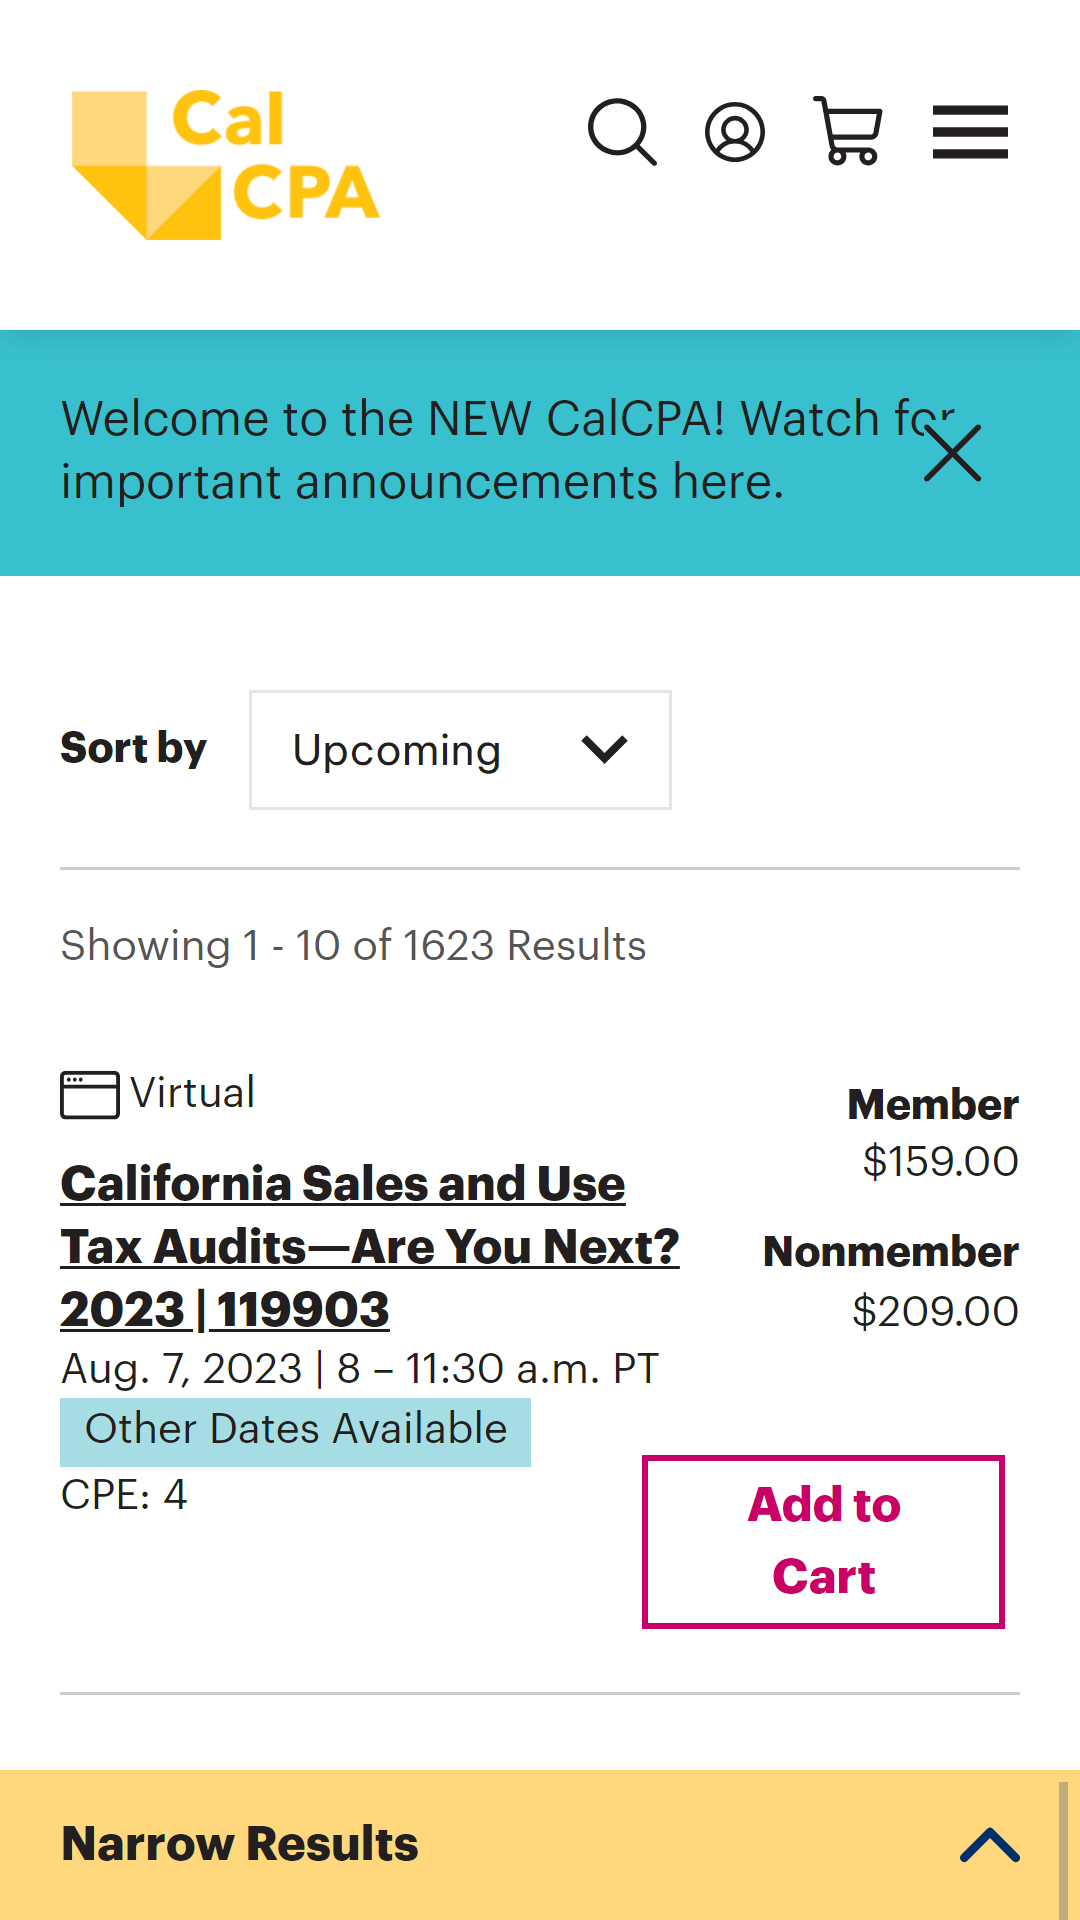 Cal
CPA
Welcome to the NEW CalCPA! Watch for
important announcements here.
Sort by
Upcoming
Showing 1 - 10 of 1623 Results
Virtual
California Sales and Use
Tax Audits—Are You Next?
2023 | 119903
Aug. 7, 2023 | 8 – 11:30 a.m. PT
Other Dates Available
CPE: 4
Member
$159.00
Nonmember
$209.00
Add to
Cart
Narrow Results